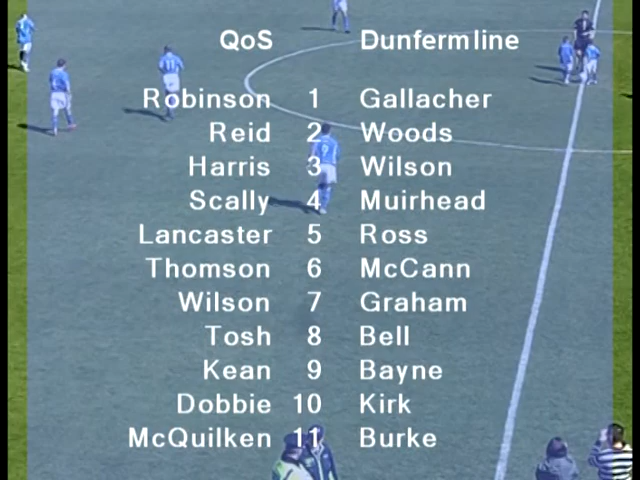 QoS Dunfermline
Robinson 1 Gallacher
Reid 2 Woods
Harris 3 Wilson
Scally 4 Muirhead
Lancaster 5 Ross
Thomson 6 McCann
Wilson 7 Graham
Tosh 8 Bell
Kean 9 Bayne
Dobbie 10 Kirk
McQuilken 11 Burke